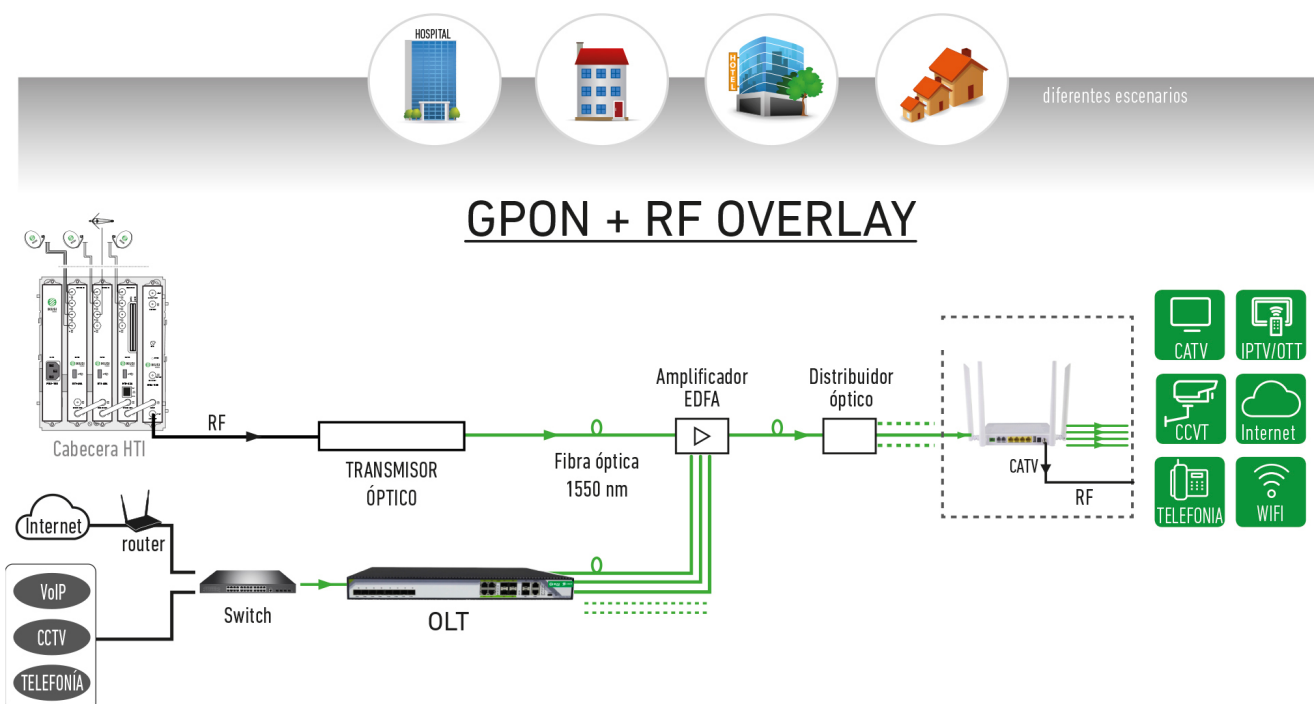 HOSPITAL
HOTEL
diferentes escenarios
GPON + RF OVERLAY
Cabecera HTI
RF
TRANSMISOR
ÓPTICO
Fibra óptica
1550 nm
Amplificador
EDFA
Distribuidor
óptico
CATV
RF
CATV
IPTV/OTT
CCVT
Internet
TELEFONIA
WIFI
Internet
router
VoIP
CCTV
TELEFONÍA
Switch
OLT